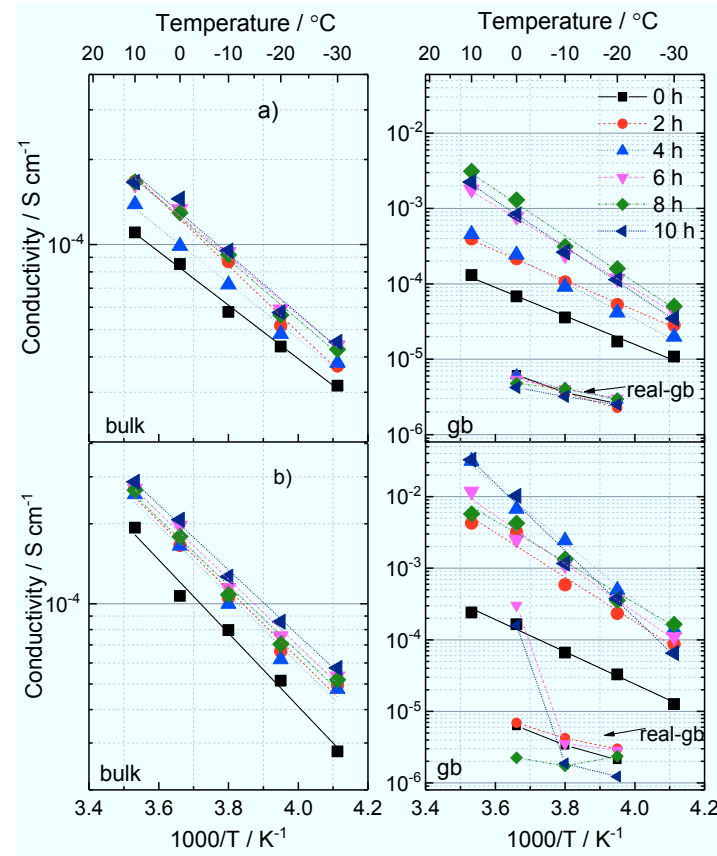 Temperature / °C
Temperature / °C
20 10 0 -10 -20 -30
20 10 0 -10 -20 -30
a)
0 h
2 h
4 h
6 h
8 h
10 h
10⁻²
10⁻³
10⁻⁴
10⁻⁴
10⁻⁵
10⁻⁶
Conductivity / S cm⁻¹
real-gb
bulk
gb
b)
10⁻²
10⁻³
10⁻⁴
10⁻⁴
10⁻⁵
10⁻⁶
Conductivity / S cm⁻¹
real-gb
bulk
gb
3.4 3.6 3.8 4.0 4.2
3.4 3.6 3.8 4.0 4.2
1000/T / K⁻¹
1000/T / K⁻¹